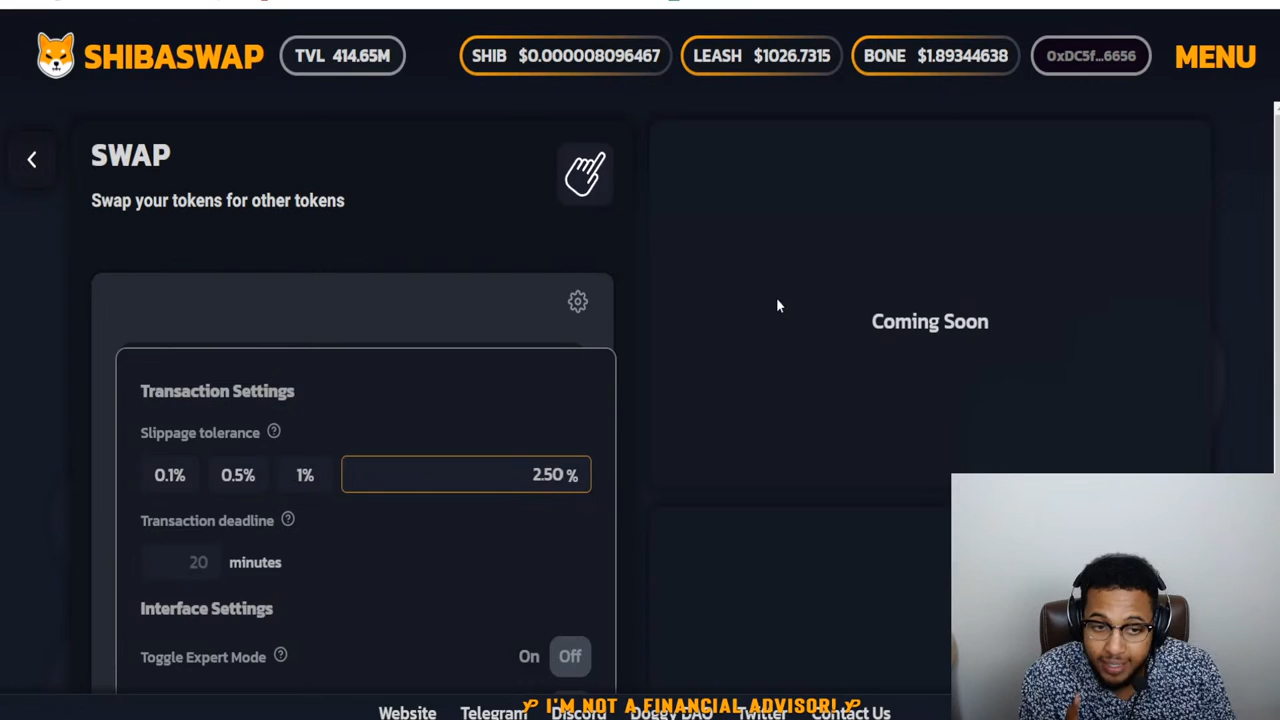 SHIBASWAP
TVL 414.65M
SHIB $0.000008096467
LEASH $1026.7315
BONE $1.89344638
0xDC5f...6656
MENU
SWAP
Swap your tokens for other tokens
Coming Soon
Transaction Settings
Slippage tolerance ?
0.1% 0.5% 1% 2.50 %
Transaction deadline ?
20 minutes
Interface Settings
Toggle Expert Mode ? On Off
I'M NOT A FINANCIAL ADVISOR!
Website Telegram Discord Doggy DAO Twitter Contact Us